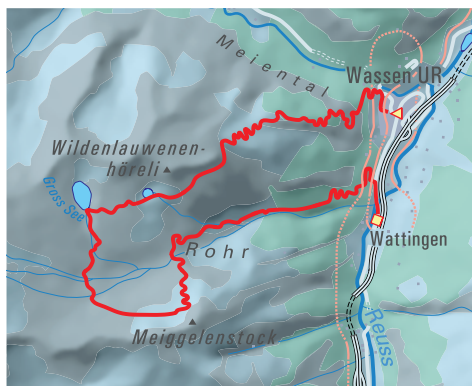 Meiental
Wassen UR
Wildenlauwenen-
höreli
Gross See
Rohr
Wattingen
Meiggelenstock
Reuss